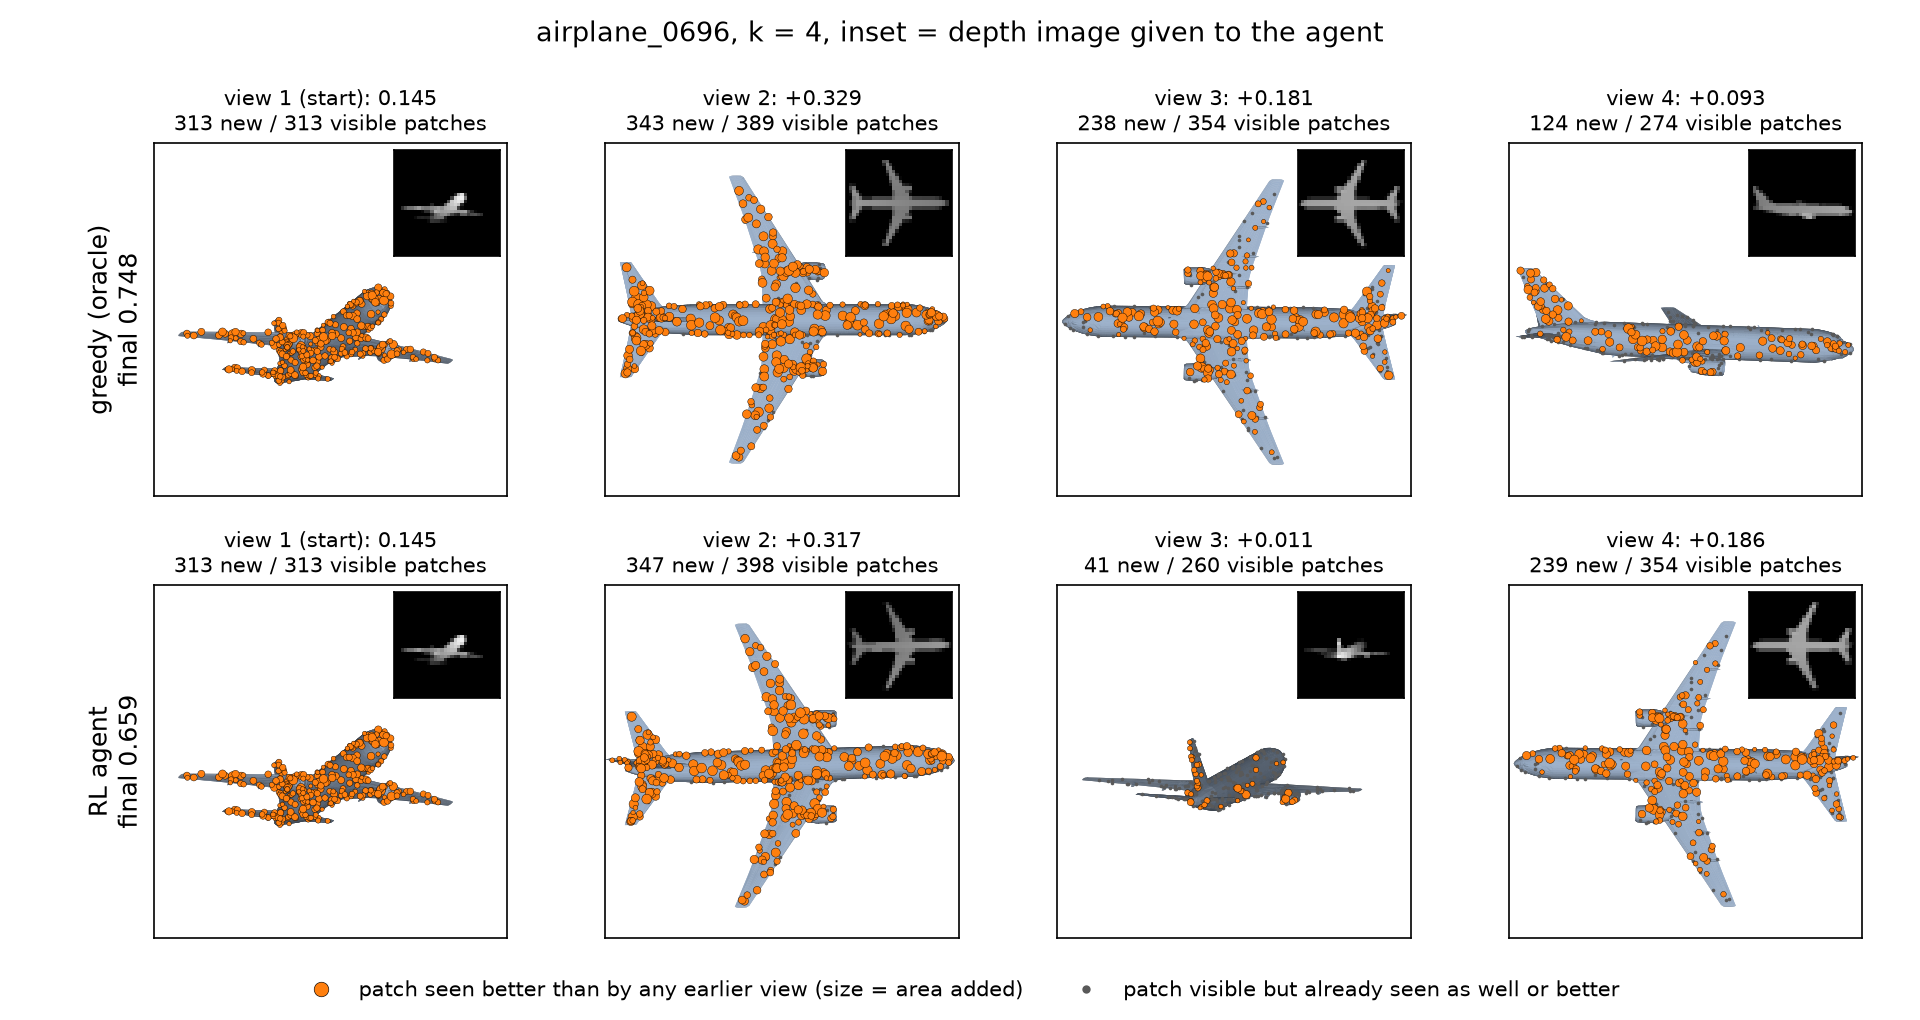 airplane_0696, k = 4, inset = depth image given to the agent
greedy (oracle)
final 0.748
view 1 (start): 0.145
313 new / 313 visible patches
view 2: +0.329
343 new / 389 visible patches
view 3: +0.181
238 new / 354 visible patches
view 4: +0.093
124 new / 274 visible patches
RL agent
final 0.659
view 1 (start): 0.145
313 new / 313 visible patches
view 2: +0.317
347 new / 398 visible patches
view 3: +0.011
41 new / 260 visible patches
view 4: +0.186
239 new / 354 visible patches
patch seen better than by any earlier view (size = area added)
patch visible but already seen as well or better